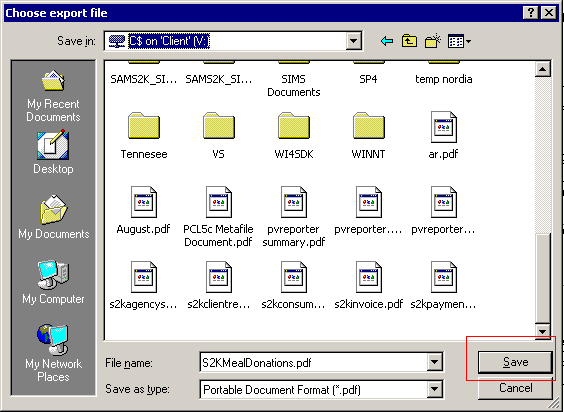 Choose export file
Save in:
C$ on 'Client' (V:
My Recent
Documents
Desktop
My Documents
My Computer
My Network
Places
SAMS2K_SI...
SAMS2K_SI...
SIMS
Documents
SP4
temp nordia
Tennesee
VS
WI4SDK
WINNT
ar.pdf
August.pdf
PCL5c Metafile
Document.pdf
pvreporter
summary.pdf
pvreporter....
pvreporter...
s2kagencys...
s2kclientre...
s2kconsum...
s2kinvoice.pdf
s2kpaymen...
File name:
S2KMealDonations.pdf
Save
Save as type:
Portable Document Format (*.pdf)
Cancel